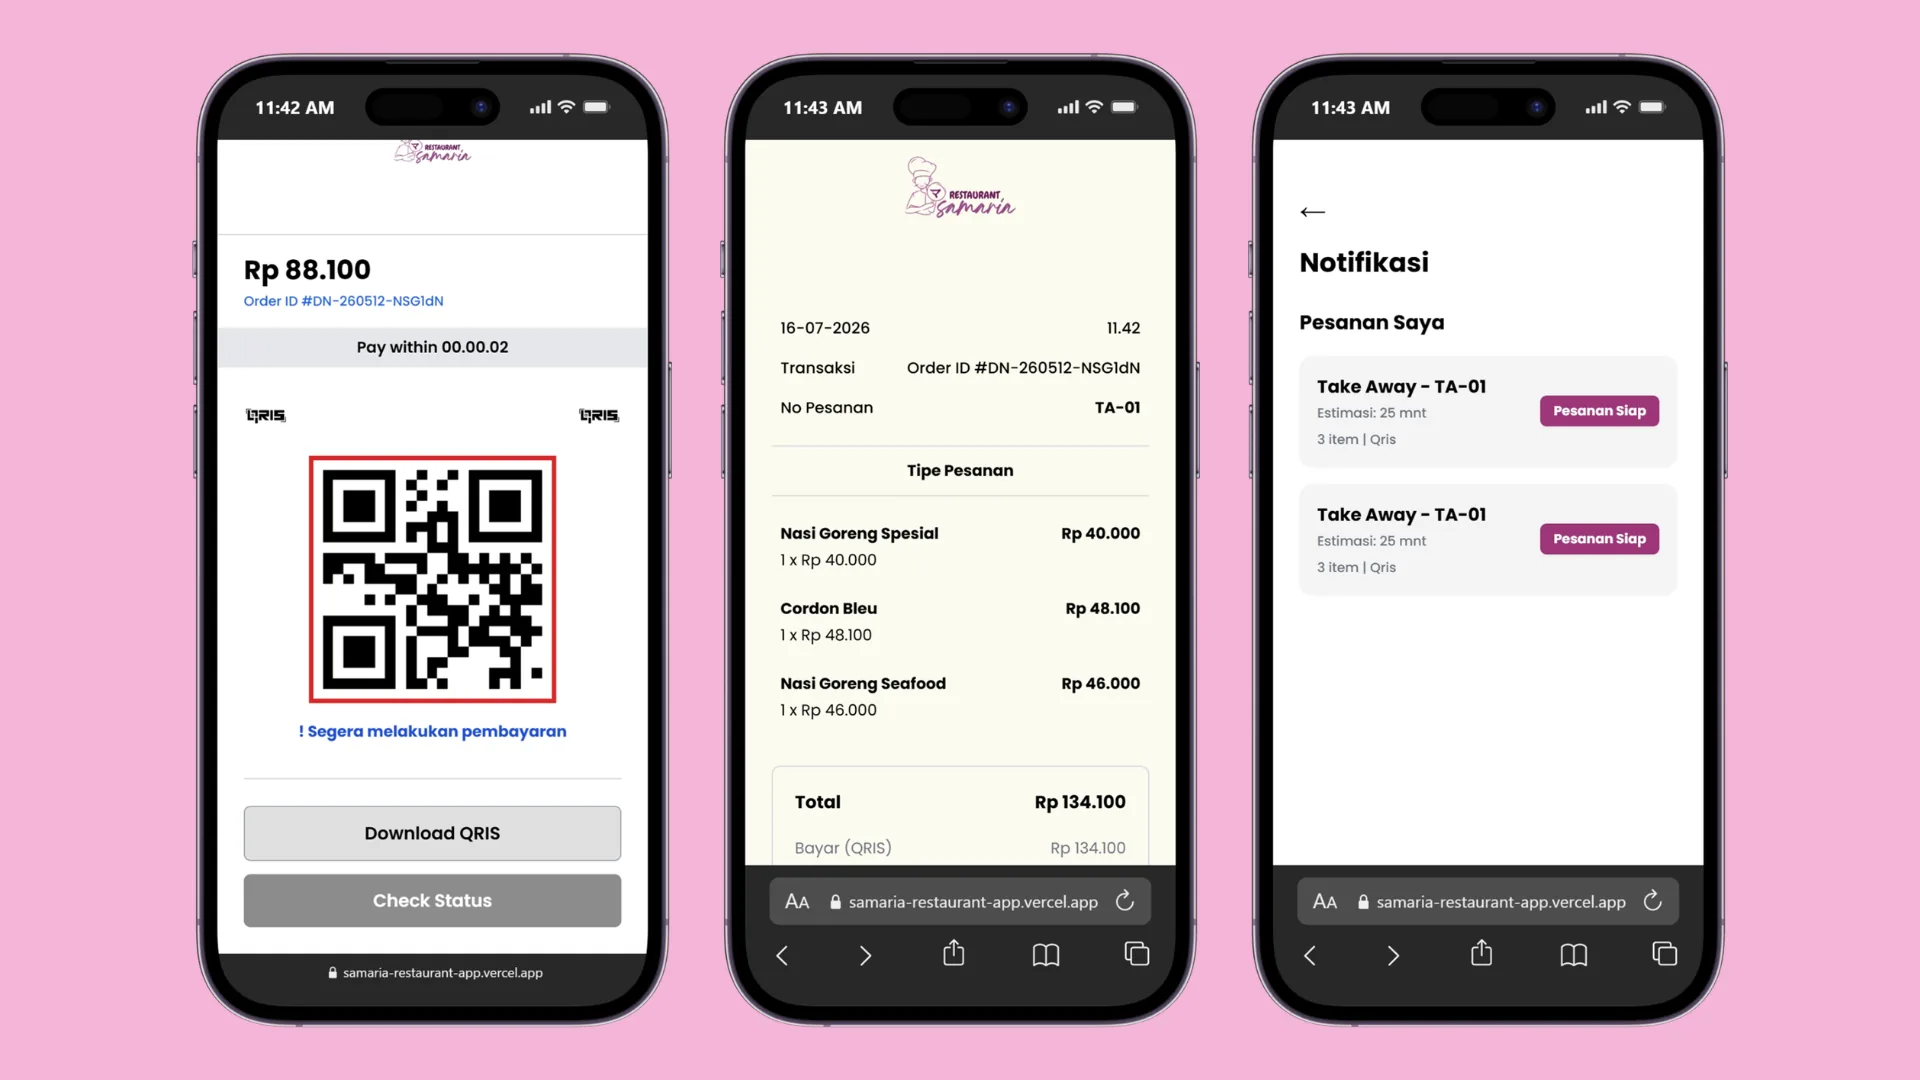 11:42 AM
RESTAURANT
samaria
Rp 88.100
Order ID #DN-260512-NSG1dN
Pay within 00.00.02
QRIS QRIS
! Segera melakukan pembayaran
Download QRIS
Check Status
samaria-restaurant-app.vercel.app
11:43 AM
RESTAURANT
samaria
16-07-2026 11.42
Transaksi Order ID #DN-260512-NSG1dN
No Pesanan TA-01
Tipe Pesanan
Nasi Goreng Spesial Rp 40.000
1 x Rp 40.000
Cordon Bleu Rp 48.100
1 x Rp 48.100
Nasi Goreng Seafood Rp 46.000
1 x Rp 46.000
Total Rp 134.100
Bayar (QRIS) Rp 134.100
AA samaria-restaurant-app.vercel.app
11:43 AM
Notifikasi
Pesanan Saya
Take Away - TA-01
Estimasi: 25 mnt
3 item | Qris
Pesanan Siap
Take Away - TA-01
Estimasi: 25 mnt
3 item | Qris
Pesanan Siap
AA samaria-restaurant-app.vercel.app